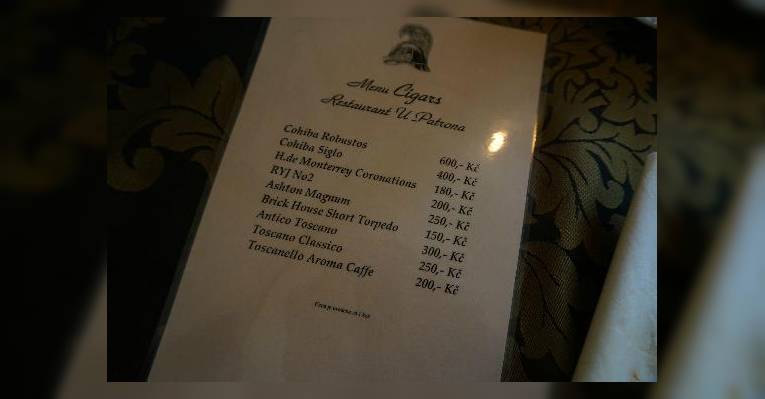 Menu Cigars
Restaurant U Patrona
Cohiba Robustos 600,- Kč
Cohiba Siglo 400,- Kč
H.de Monterrey Coronations 180,- Kč
RYJ No2 200,- Kč
Ashton Magnum 250,- Kč
Brick House Short Torpedo 150,- Kč
Antico Toscano 300,- Kč
Toscano Classico 250,- Kč
Toscanello Aroma Caffe 200,- Kč